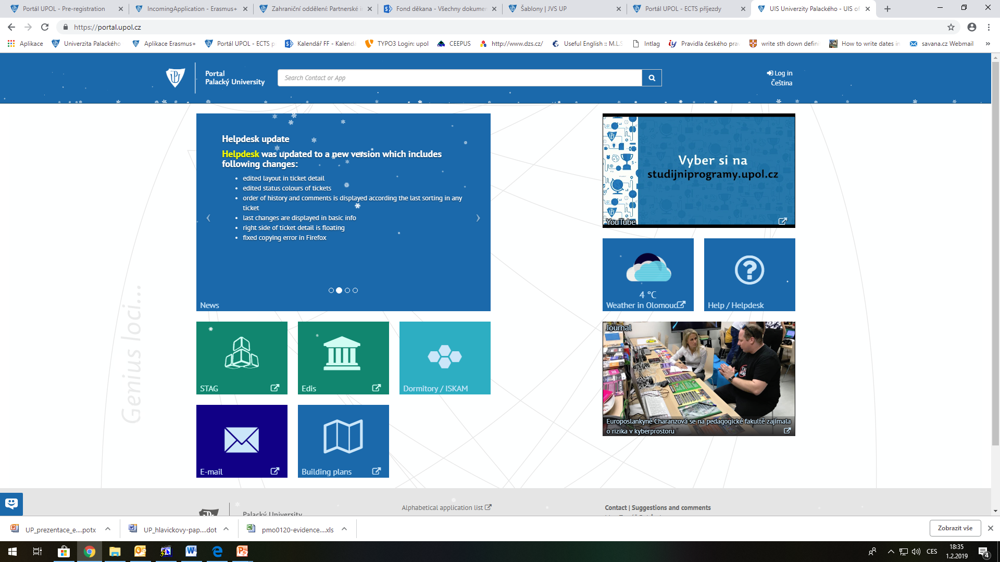 Portál UPOL - Pre-registration
IncomingApplication - Erasmus+
Zahraniční oddělení: Partnerské i
Fond děkana - Všechny dokumen
Šablony | JVS UP
Portál UPOL - ECTS příjezdy
UIS Univerzity Palackého - UIS of
https://portal.upol.cz
Aplikace
Univerzita Palackého
Aplikace Erasmus+
Portál UPOL - ECTS p
Kalendář FF - Kalenda
TYPO3 Login: upol
CEEPUS
http://www.dzs.cz/
Useful English :: M.L.S
Intlag
Pravidla českého prav
write sth down defini
How to write dates in
savana.cz Webmail
Portal
Palacký University
Search Contact or App
Log in
Čeština
Helpdesk update
Helpdesk was updated to a new version which includes
following changes:
edited layout in ticket detail
edited status colours of tickets
order of history and comments is displayed according the last sorting in any
ticket
last changes are displayed in basic info
right side of ticket detail is floating
fixed copying error in Firefox
News
Vyber si na
studijniprogramy.upol.cz
YouTube
4 °C
Weather in Olomouc
Help / Helpdesk
Genius loci...
STAG
Edis
Dormitory / ISKAM
Journal
Europoslankyně Charanzová se na pedagogické fakultě zajímala
o rizika v kyberprostoru
E-mail
Building plans
Palacký University
Alphabetical application list
Contact | Suggestions and comments
UP_prezentace_e....potx
UP_hlavickovy-pap....dot
pmo0120-evidence....xls
Zobrazit vše
CES
18:35
1.2.2019
4